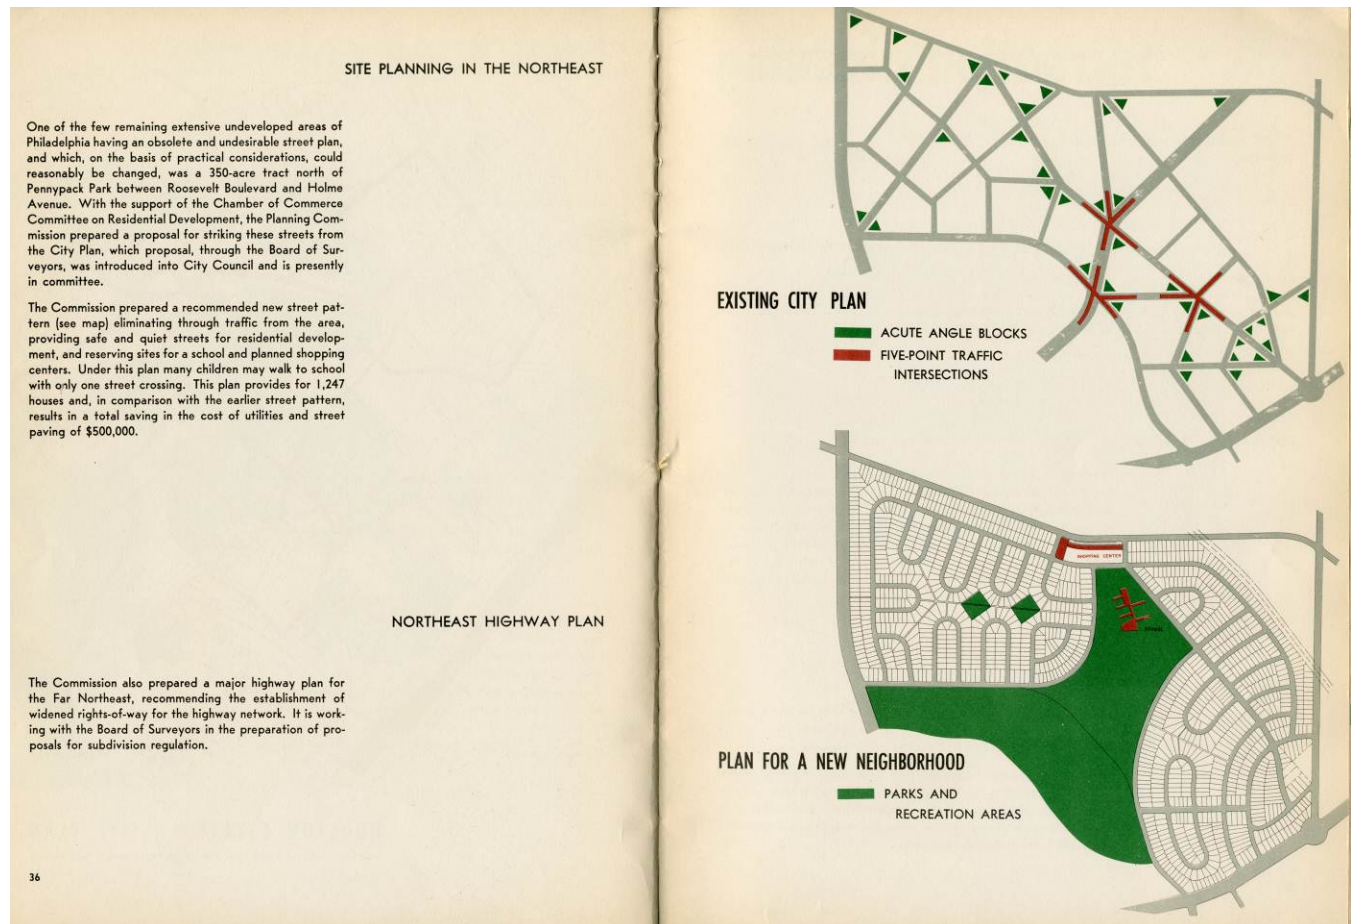 SITE PLANNING IN THE NORTHEAST
One of the few remaining extensive undeveloped areas of
Philadelphia having an obsolete and undesirable street plan,
and which, on the basis of practical considerations, could
reasonably be changed, was a 350-acre tract north of
Pennypack Park between Roosevelt Boulevard and Holme
Avenue. With the support of the Chamber of Commerce
Committee on Residential Development, the Planning Com-
mission prepared a proposal for striking these streets from
the City Plan, which proposal, through the Board of Sur-
veyors, was introduced into City Council and is presently
in committee.
The Commission prepared a recommended new street pat-
tern (see map) eliminating through traffic from the area,
providing safe and quiet streets for residential develop-
ment, and reserving sites for a school and planned shopping
centers. Under this plan many children may walk to school
with only one street crossing. This plan provides for 1,247
houses and, in comparison with the earlier street pattern,
results in a total saving in the cost of utilities and street
paving of $500,000.
NORTHEAST HIGHWAY PLAN
The Commission also prepared a major highway plan for
the Far Northeast, recommending the establishment of
widened rights-of-way for the highway network. It is work-
ing with the Board of Surveyors in the preparation of pro-
posals for subdivision regulation.
36
EXISTING CITY PLAN
ACUTE ANGLE BLOCKS
FIVE-POINT TRAFFIC
INTERSECTIONS
SHOPPING CENTER
PLAN FOR A NEW NEIGHBORHOOD
PARKS AND
RECREATION AREAS